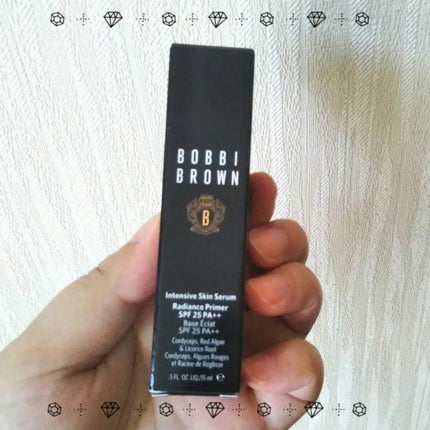 BOBBI
BROWN
B
Intensive Skin Serum
Radiance Primer
SPF 25 PA++
Base Éclat
SPF 25 PA++
Cordyceps, Red Algae
& Licorice Root
Cordyceps, Algues Rouges
et Racine de Réglisse
.5 FL. OZ. LIQ./15 ml ℮